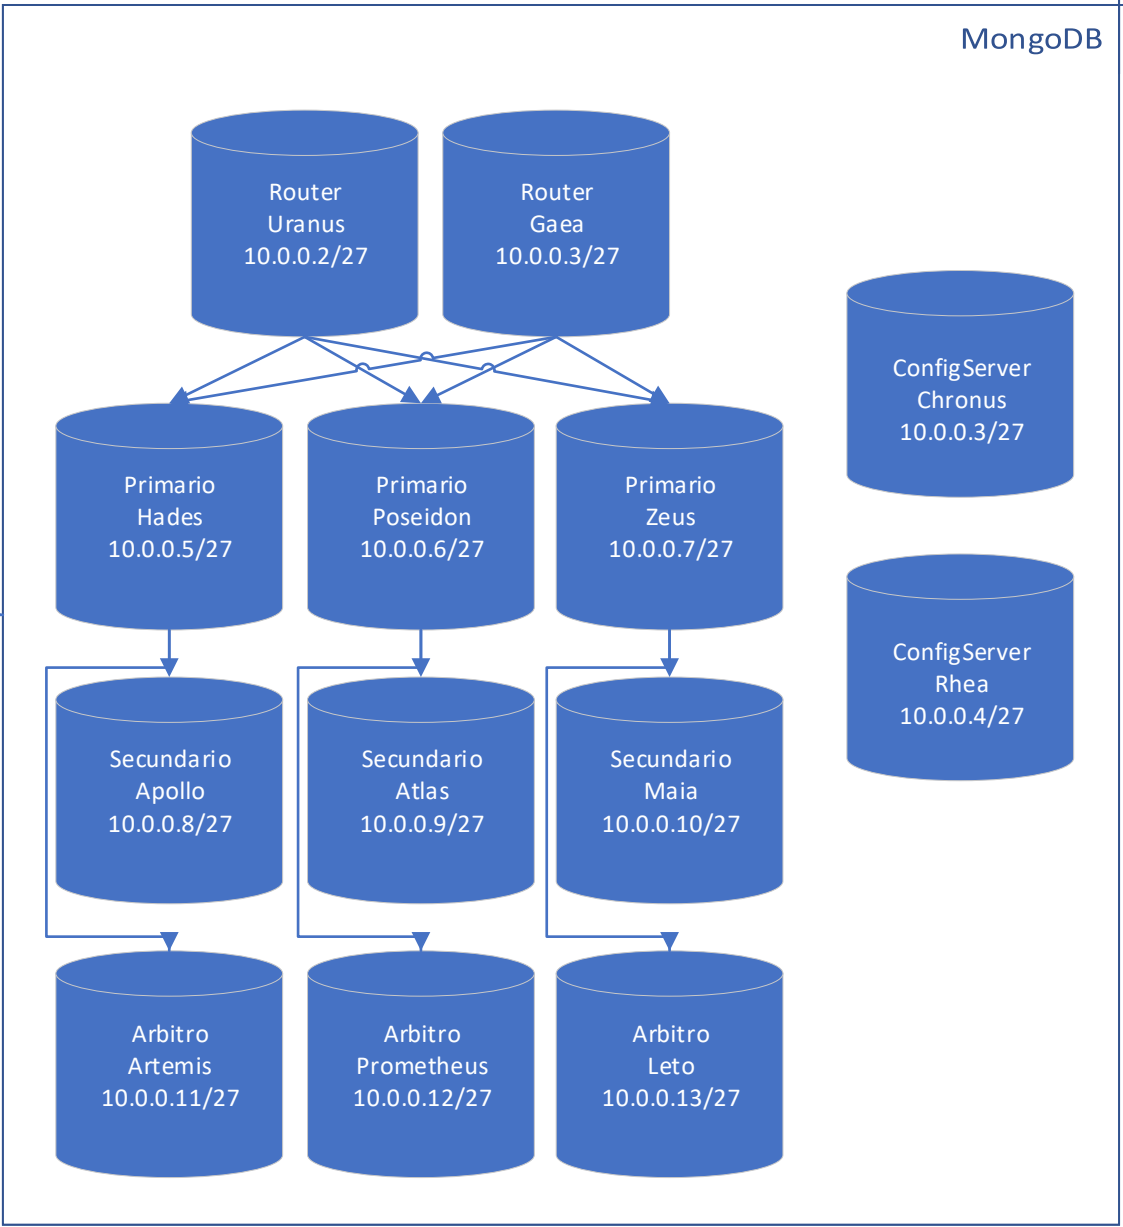 MongoDB
Router
Uranus
10.0.0.2/27
Router
Gaea
10.0.0.3/27
ConfigServer
Chronus
10.0.0.3/27
Primario
Hades
10.0.0.5/27
Primario
Poseidon
10.0.0.6/27
Primario
Zeus
10.0.0.7/27
ConfigServer
Rhea
10.0.0.4/27
Secundario
Apollo
10.0.0.8/27
Secundario
Atlas
10.0.0.9/27
Secundario
Maia
10.0.0.10/27
Arbitro
Artemis
10.0.0.11/27
Arbitro
Prometheus
10.0.0.12/27
Arbitro
Leto
10.0.0.13/27